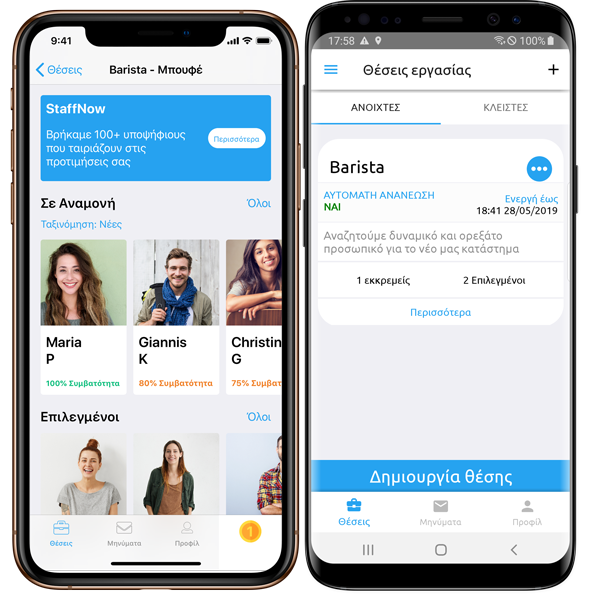 9:41
Θέσεις
Barista - Μπουφέ
StaffNow
Βρήκαμε 100+ υποψήφιους
που ταιριάζουν στις
προτιμήσεις σας
Περισσότερα
Σε Αναμονή
Όλοι
Ταξινόμηση: Νέες
Maria
P
100% Συμβατότητα
Giannis
K
80% Συμβατότητα
Christin
G
75% Συμβατότ
Επιλεγμένοι
Όλοι
Θέσεις
Μηνύματα
Προφίλ
1
17:58
100%
Θέσεις εργασίας
ΑΝΟΙΧΤΕΣ
ΚΛΕΙΣΤΕΣ
Barista
ΑΥΤΟΜΑΤΗ ΑΝΑΝΕΩΣΗ
ΝΑΙ
Ενεργή έως
18:41 28/05/2019
Αναζητούμε δυναμικό και ορεξάτο
προσωπικό για το νέο μας κατάστημα
1 εκκρεμείς
2 Επιλεγμένοι
Περισσότερα
Δημιουργία θέσης
Θέσεις
Μηνύματα
Προφίλ